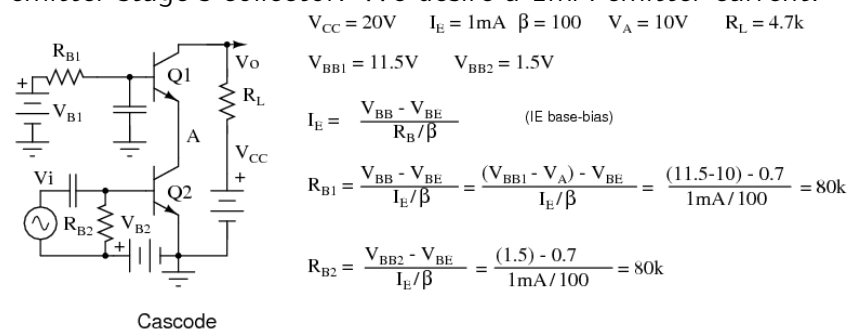 emitter stage's collector. We desire a 1mA emitter current.
V_CC = 20V I_E = 1mA β = 100 V_A = 10V R_L = 4.7k
V_BB1 = 11.5V V_BB2 = 1.5V
I_E = (V_BB - V_BE) / (R_B/β) (IE base-bias)
R_B1 = (V_BB - V_BE) / (I_E/β) = ((V_BB1 - V_A) - V_BE) / (I_E/β) = ((11.5-10) - 0.7) / (1mA/100) = 80k
R_B2 = (V_BB2 - V_BE) / (I_E/β) = ((1.5) - 0.7) / (1mA/100) = 80k
R_B1
Q1
Vo
+
V_B1
R_L
A
V_CC
+
Vi
Q2
R_B2
V_B2
+
Cascode